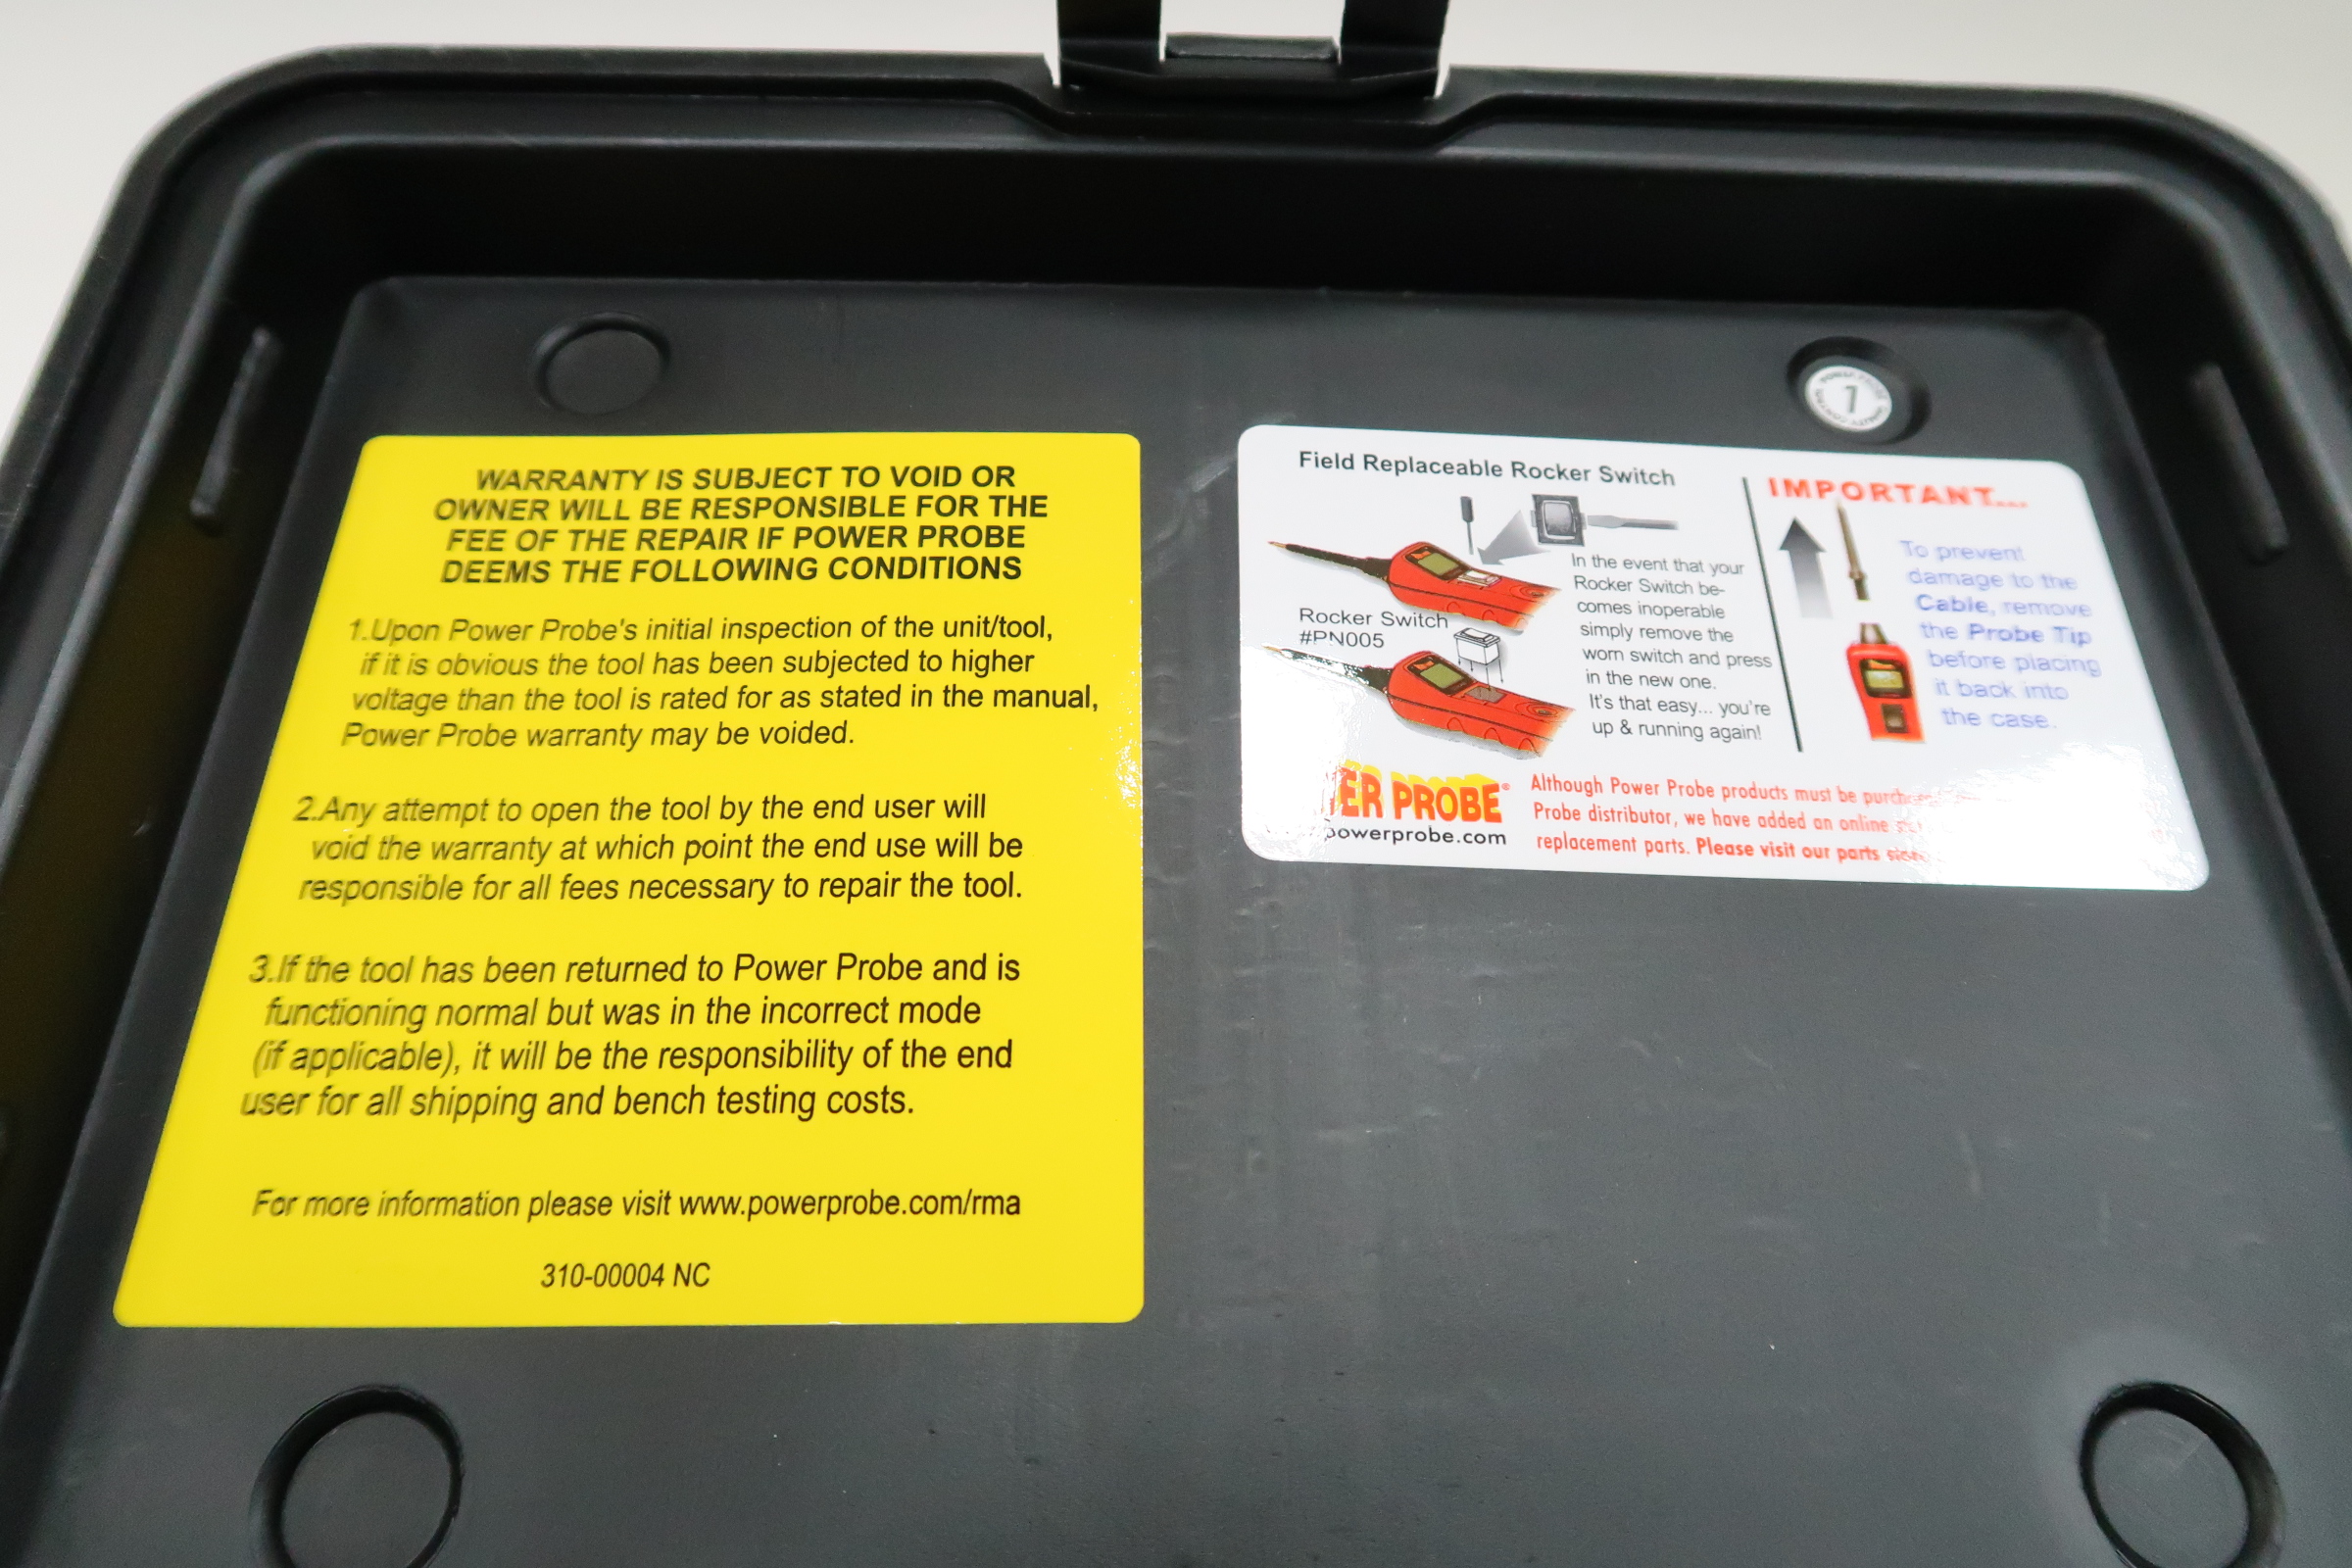 WARRANTY IS SUBJECT TO VOID OR
OWNER WILL BE RESPONSIBLE FOR THE
FEE OF THE REPAIR IF POWER PROBE
DEEMS THE FOLLOWING CONDITIONS
1.Upon Power Probe's initial inspection of the unit/tool,
if it is obvious the tool has been subjected to higher
voltage than the tool is rated for as stated in the manual,
Power Probe warranty may be voided.
2.Any attempt to open the tool by the end user will
void the warranty at which point the end use will be
responsible for all fees necessary to repair the tool.
3.If the tool has been returned to Power Probe and is
functioning normal but was in the incorrect mode
(if applicable), it will be the responsibility of the end
user for all shipping and bench testing costs.
For more information please visit www.powerprobe.com/rma
310-00004 NC
1
Field Replaceable Rocker Switch
Rocker Switch
#PN005
In the event that your
Rocker Switch be-
comes inoperable
simply remove the
worn switch and press
in the new one.
It's that easy... you're
up & running again!
IMPORTANT...
To prevent
damage to the
Cable, remove
the Probe Tip
before placing
it back into
the case.
ER PROBE®
powerprobe.com
Although Power Probe products must be
Probe distributor, we have added an online
replacement parts. Please visit our parts